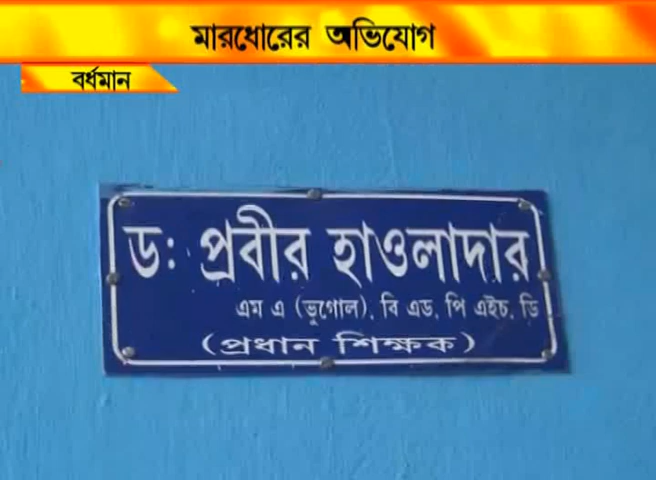 মারধোরের অভিযোগ
বর্ধমান
ড: প্রবীর হাওলাদার
এম এ (ভুগোল), বি এড, পি এইচ, ডি
(প্রধান শিক্ষক)